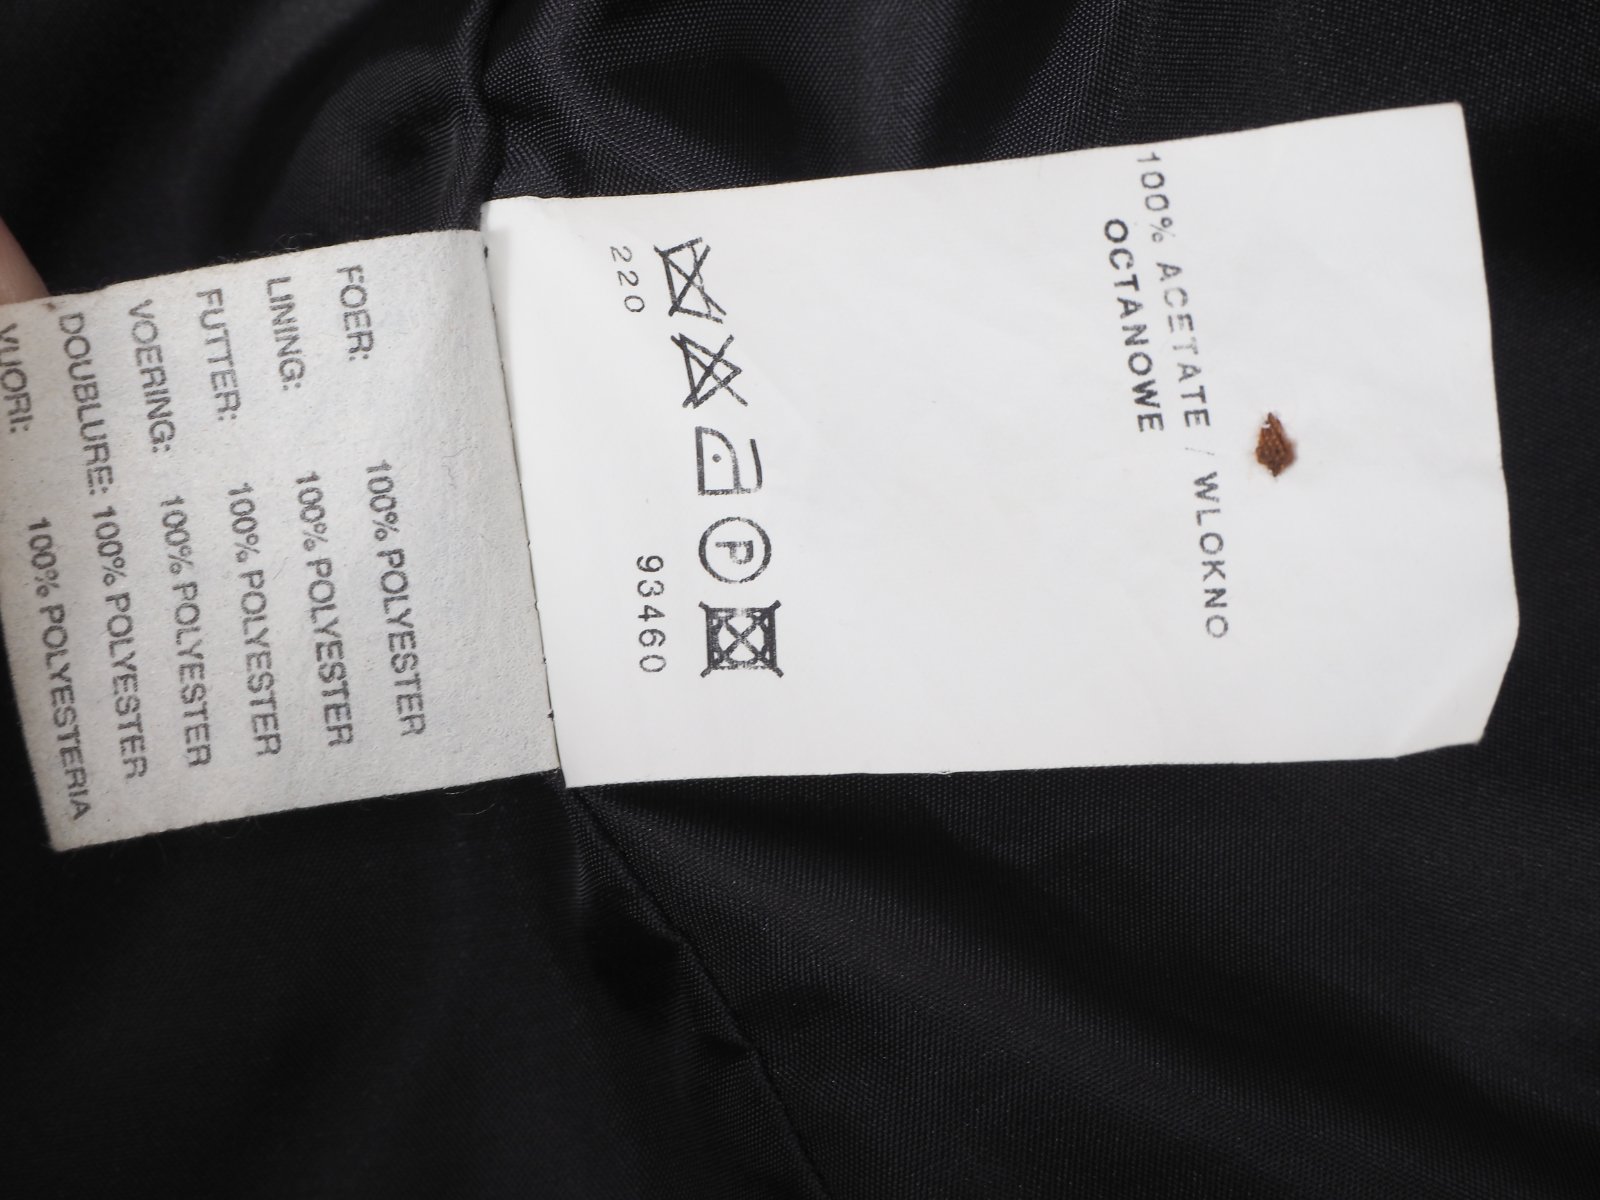 FOER: 100% POLYESTER
LINING: 100% POLYESTER
FUTTER: 100% POLYESTER
VOERING: 100% POLYESTER
DOUBLURE: 100% POLYESTER
VUORI: 100% POLYESTERIA
100% ACETATE / WLOKNO
OCTANOWE
P
220 93460